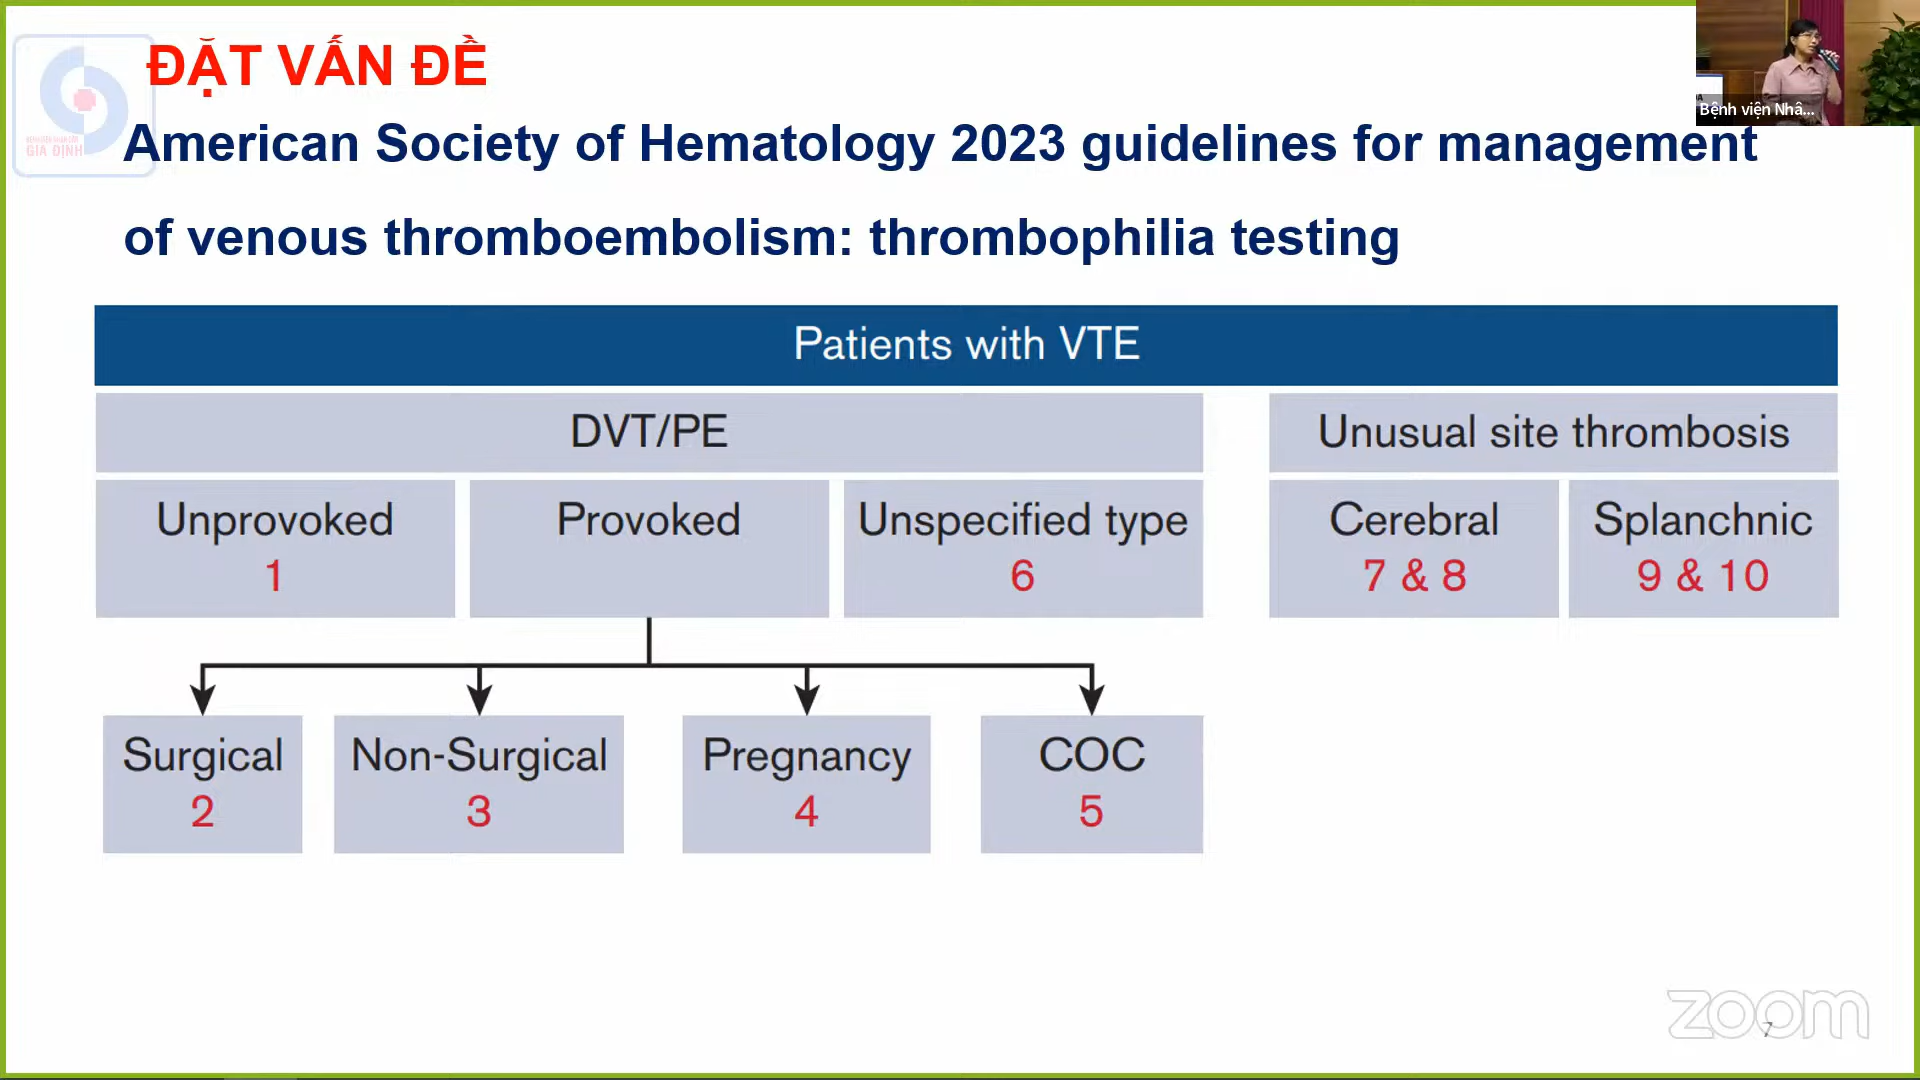 ĐẶT VẤN ĐỀ
American Society of Hematology 2023 guidelines for management
of venous thromboembolism: thrombophilia testing
BỆNH VIỆN NHÂN DÂN
GIA ĐỊNH
Bệnh viện Nhâ...
Patients with VTE
DVT/PE
Unusual site thrombosis
Unprovoked
1
Provoked
Unspecified type
6
Cerebral
7 & 8
Splanchnic
9 & 10
Surgical
2
Non-Surgical
3
Pregnancy
4
COC
5
zoom
7